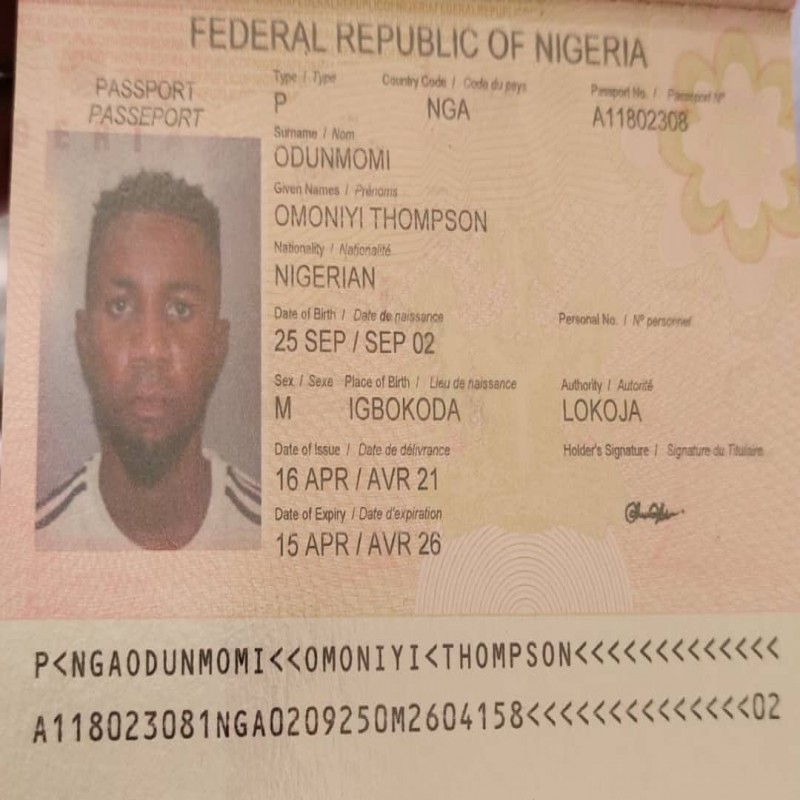 FEDERAL REPUBLIC OF NIGERIA
PASSPORT
PASSEPORT
Type / Type
Country Code / Code du pays
Passport No. / Passeport Nº
P
NGA
A11802308
Surname / Nom
ODUNMOMI
Given Names / Prénoms
OMONIYI THOMPSON
Nationality / Nationalité
NIGERIAN
Date of Birth / Date de naissance
Personal No. / Nº personnel
25 SEP / SEP 02
Sex / Sexe
Place of Birth / Lieu de naissance
Authority / Autorité
M
IGBOKODA
LOKOJA
Date of Issue / Date de délivrance
Holder's Signature / Signature du Titulaire
16 APR / AVR 21
Date of Expiry / Date d'expiration
15 APR / AVR 26
P<NGAODUNMOMI<<OMONIYI<THOMPSON<<<<<<<<<<<<<
A118023081NGA0209250M2604158<<<<<<<<<<<<<<02